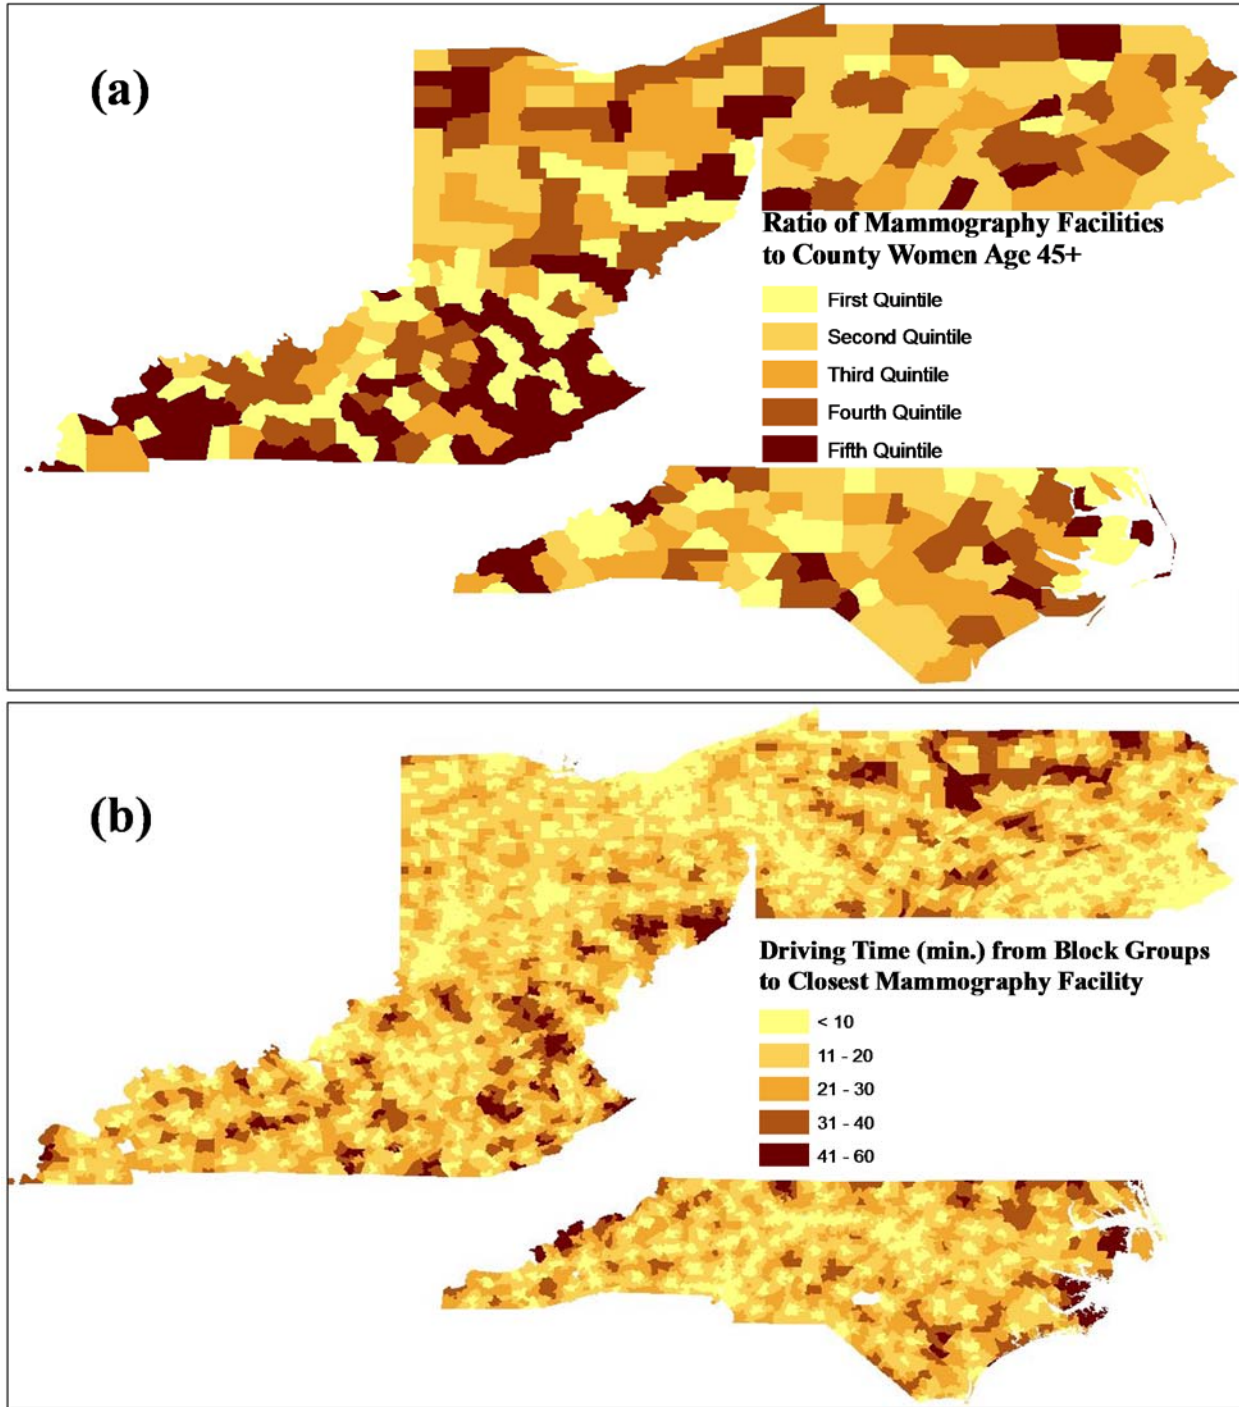 (a)
Ratio of Mammography Facilities
to County Women Age 45+
First Quintile
Second Quintile
Third Quintile
Fourth Quintile
Fifth Quintile
(b)
Driving Time (min.) from Block Groups
to Closest Mammography Facility
< 10
11 - 20
21 - 30
31 - 40
41 - 60